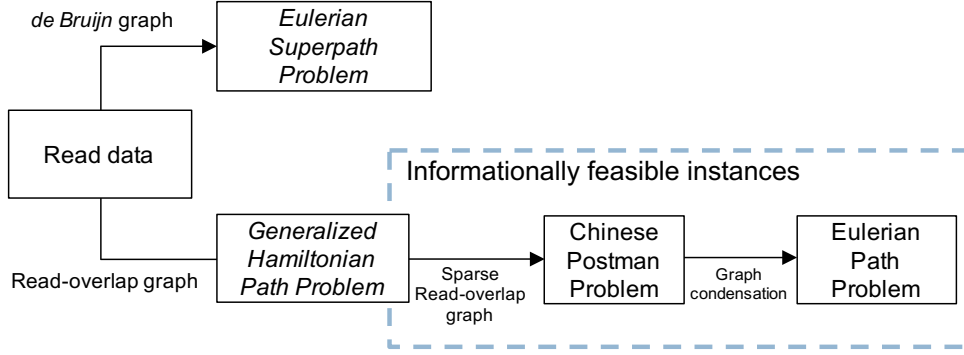 de Bruijn graph
Eulerian
Superpath
Problem
Read data
Informationally feasible instances
Read-overlap graph
Generalized
Hamiltonian
Path Problem
Sparse
Read-overlap
graph
Chinese
Postman
Problem
Graph
condensation
Eulerian
Path
Problem